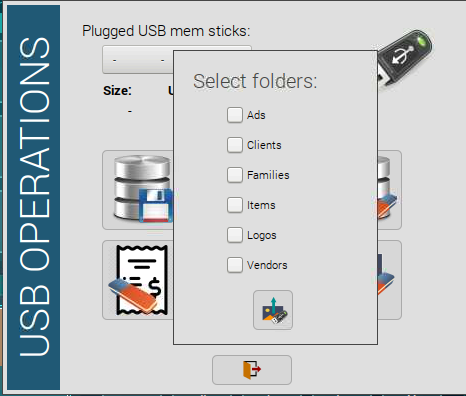 USB OPERATIONS
Plugged USB mem sticks:
- -
Size:
-
Select folders:
Ads
Clients
Families
Items
Logos
Vendors
$